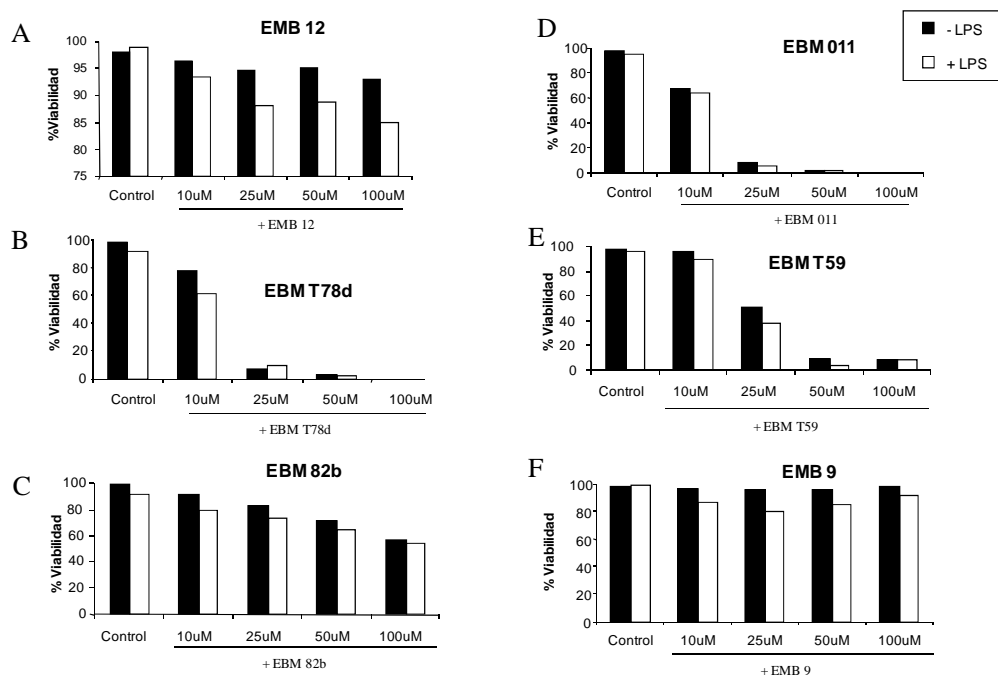 A
EMB 12
%Viabilidad
100
95
90
85
80
75
Control 10uM 25uM 50uM 100uM
+ EMB 12
B
EBM T78d
% Viabilidad
100
80
60
40
20
0
Control 10uM 25uM 50uM 100uM
+ EBM T78d
C
EBM 82b
% Viabilidad
100
80
60
40
20
0
Control 10uM 25uM 50uM 100uM
+ EBM 82b
D
EBM 011
% Viabilidad
100
80
60
40
20
0
Control 10uM 25uM 50uM 100uM
+ EBM 011
- LPS
+ LPS
E
EBM T59
% Viabilidad
100
80
60
40
20
0
Control 10uM 25uM 50uM 100uM
+ EBM T59
F
EMB 9
% Viabilidad
100
80
60
40
20
0
Control 10uM 25uM 50uM 100uM
+ EMB 9